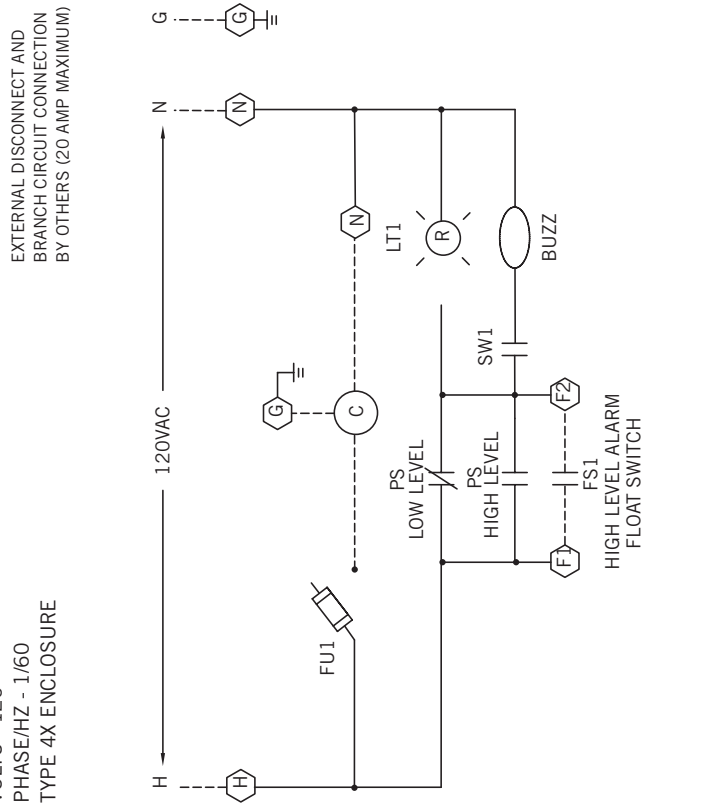 PHASE/HZ - 1/60
TYPE 4X ENCLOSURE
EXTERNAL DISCONNECT AND
BRANCH CIRCUIT CONNECTION
BY OTHERS (20 AMP MAXIMUM)
H
120VAC
N
G
H
N
G
G
FU1
C
N
LT1
R
PS
LOW LEVEL
PS
HIGH LEVEL
SW1
BUZZ
F1
F2
FS1
HIGH LEVEL ALARM
FLOAT SWITCH